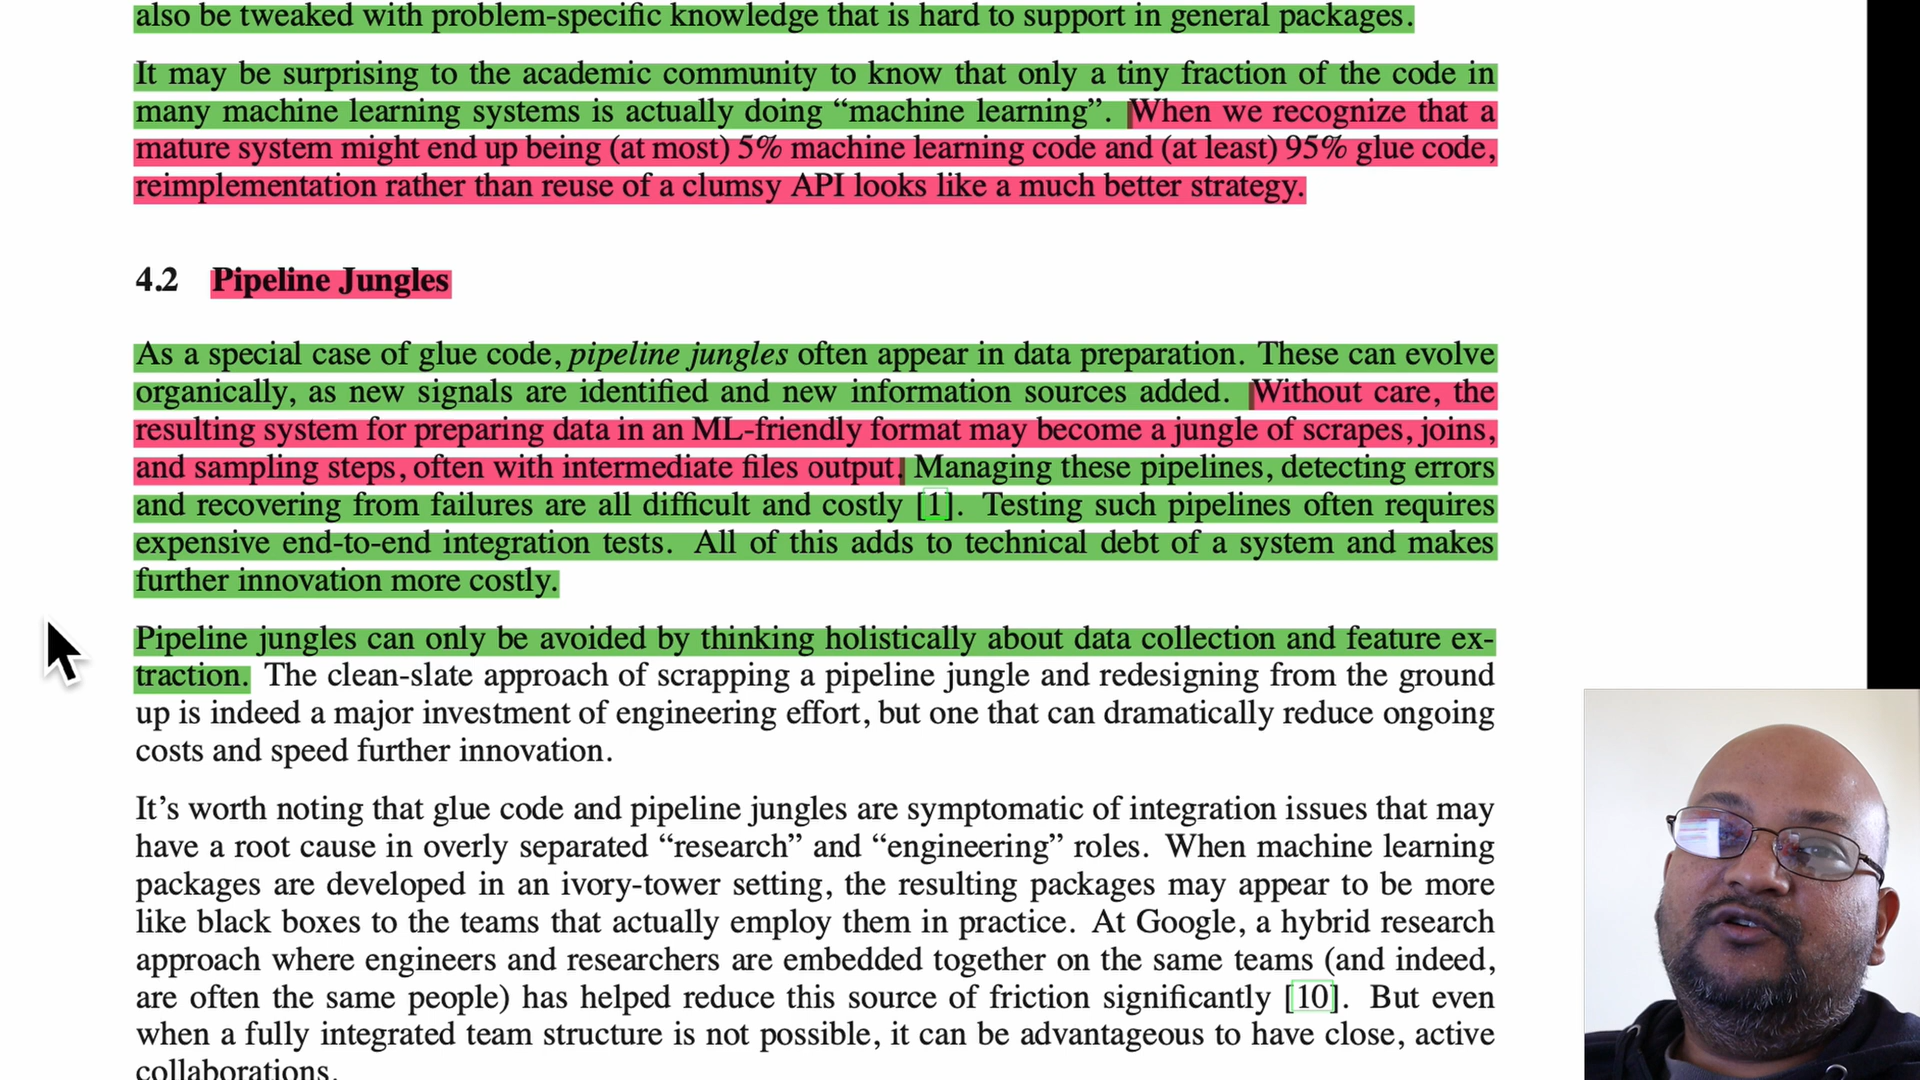 also be tweaked with problem-specific knowledge that is hard to support in general packages.
It may be surprising to the academic community to know that only a tiny fraction of the code in
many machine learning systems is actually doing “machine learning”. When we recognize that a
mature system might end up being (at most) 5% machine learning code and (at least) 95% glue code,
reimplementation rather than reuse of a clumsy API looks like a much better strategy.
4.2 Pipeline Jungles
As a special case of glue code, pipeline jungles often appear in data preparation. These can evolve
organically, as new signals are identified and new information sources added. Without care, the
resulting system for preparing data in an ML-friendly format may become a jungle of scrapes, joins,
and sampling steps, often with intermediate files output. Managing these pipelines, detecting errors
and recovering from failures are all difficult and costly [1]. Testing such pipelines often requires
expensive end-to-end integration tests. All of this adds to technical debt of a system and makes
further innovation more costly.
Pipeline jungles can only be avoided by thinking holistically about data collection and feature ex-
traction. The clean-slate approach of scrapping a pipeline jungle and redesigning from the ground
up is indeed a major investment of engineering effort, but one that can dramatically reduce ongoing
costs and speed further innovation.
It’s worth noting that glue code and pipeline jungles are symptomatic of integration issues that may
have a root cause in overly separated “research” and “engineering” roles. When machine learning
packages are developed in an ivory-tower setting, the resulting packages may appear to be more
like black boxes to the teams that actually employ them in practice. At Google, a hybrid research
approach where engineers and researchers are embedded together on the same teams (and indeed,
are often the same people) has helped reduce this source of friction significantly [10]. But even
when a fully integrated team structure is not possible, it can be advantageous to have close, active
collaborations.